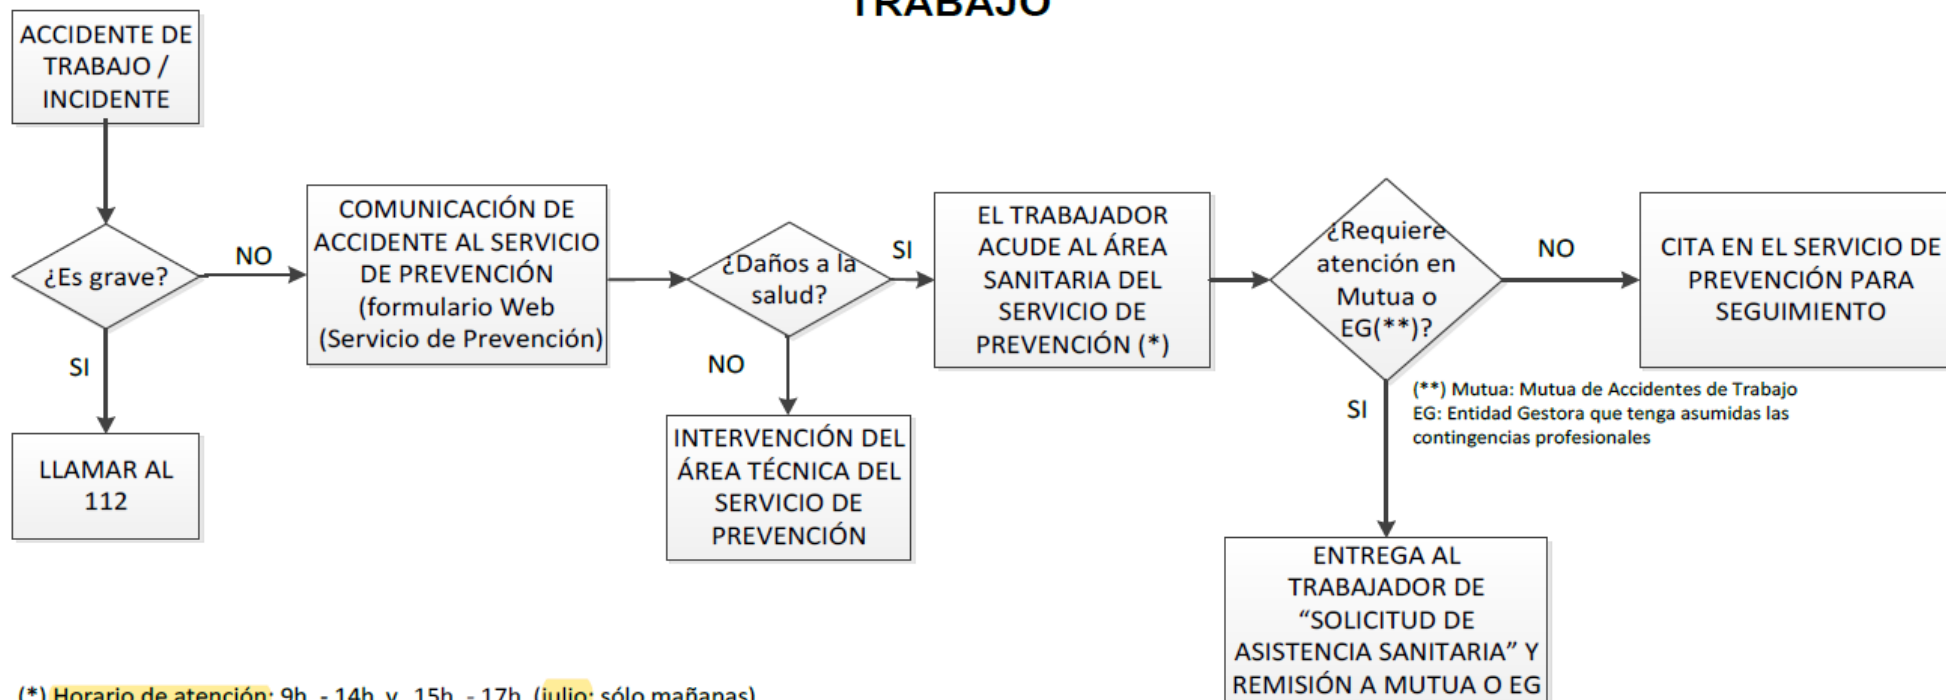 TRABAJO
ACCIDENTE DE
TRABAJO /
INCIDENTE
¿Es grave?
NO
SI
LLAMAR AL
112
COMUNICACIÓN DE
ACCIDENTE AL SERVICIO
DE PREVENCIÓN
(formulario Web
(Servicio de Prevención)
¿Daños a la
salud?
SI
NO
INTERVENCIÓN DEL
ÁREA TÉCNICA DEL
SERVICIO DE
PREVENCIÓN
EL TRABAJADOR
ACUDE AL ÁREA
SANITARIA DEL
SERVICIO DE
PREVENCIÓN (*)
¿Requiere
atención en
Mutua o
EG(**)?
NO
CITA EN EL SERVICIO DE
PREVENCIÓN PARA
SEGUIMIENTO
SI
(**) Mutua: Mutua de Accidentes de Trabajo
EG: Entidad Gestora que tenga asumidas las
contingencias profesionales
ENTREGA AL
TRABAJADOR DE
“SOLICITUD DE
ASISTENCIA SANITARIA” Y
REMISIÓN A MUTUA O EG
(*) Horario de atención: 9h. - 14h. y 15h. - 17h. (julio: sólo mañanas)